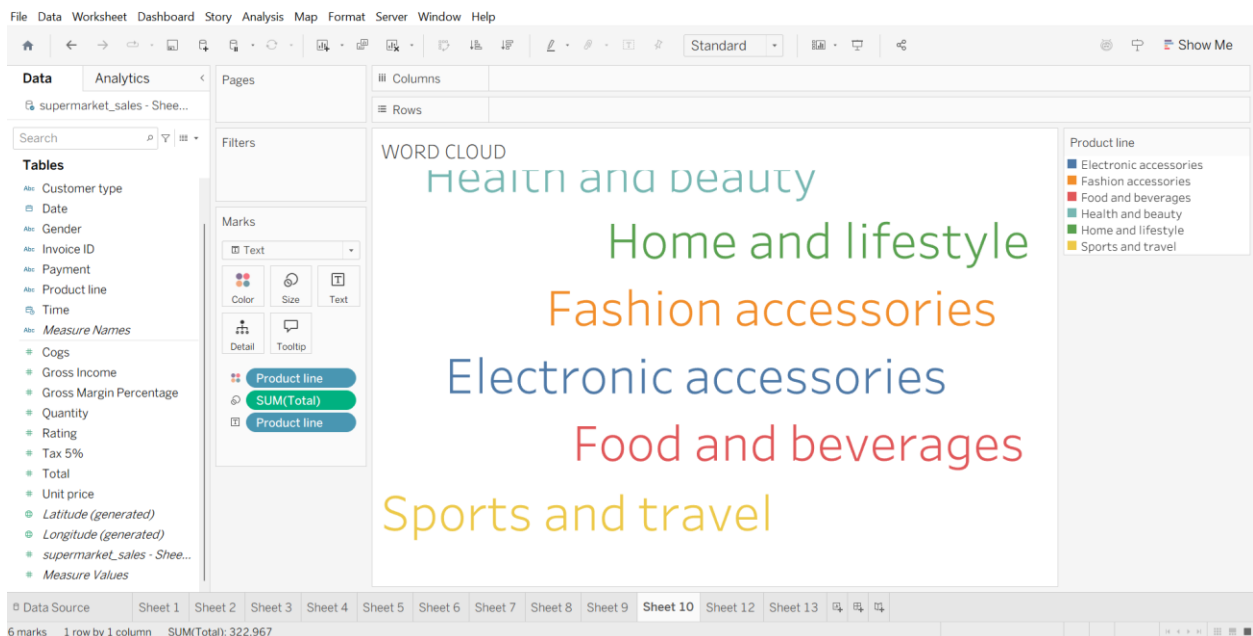 File Data Worksheet Dashboard Story Analysis Map Format Server Window Help
Standard
Show Me
Data Analytics
supermarket_sales - Shee...
Search
Tables
Abc Customer type
Date
Abc Gender
Abc Invoice ID
Abc Payment
Abc Product line
Time
Abc Measure Names
# Cogs
# Gross Income
# Gross Margin Percentage
# Quantity
# Rating
# Tax 5%
# Total
# Unit price
Latitude (generated)
Longitude (generated)
# supermarket_sales - Shee...
# Measure Values
Pages
Filters
Marks
T Text
Color Size Text
Detail Tooltip
Product line
SUM(Total)
Product line
Columns
Rows
WORD CLOUD
Health and beauty
Home and lifestyle
Fashion accessories
Electronic accessories
Food and beverages
Sports and travel
Product line
Electronic accessories
Fashion accessories
Food and beverages
Health and beauty
Home and lifestyle
Sports and travel
Data Source Sheet 1 Sheet 2 Sheet 3 Sheet 4 Sheet 5 Sheet 6 Sheet 7 Sheet 8 Sheet 9 Sheet 10 Sheet 12 Sheet 13
6 marks 1 row by 1 column SUM(Total): 322,967